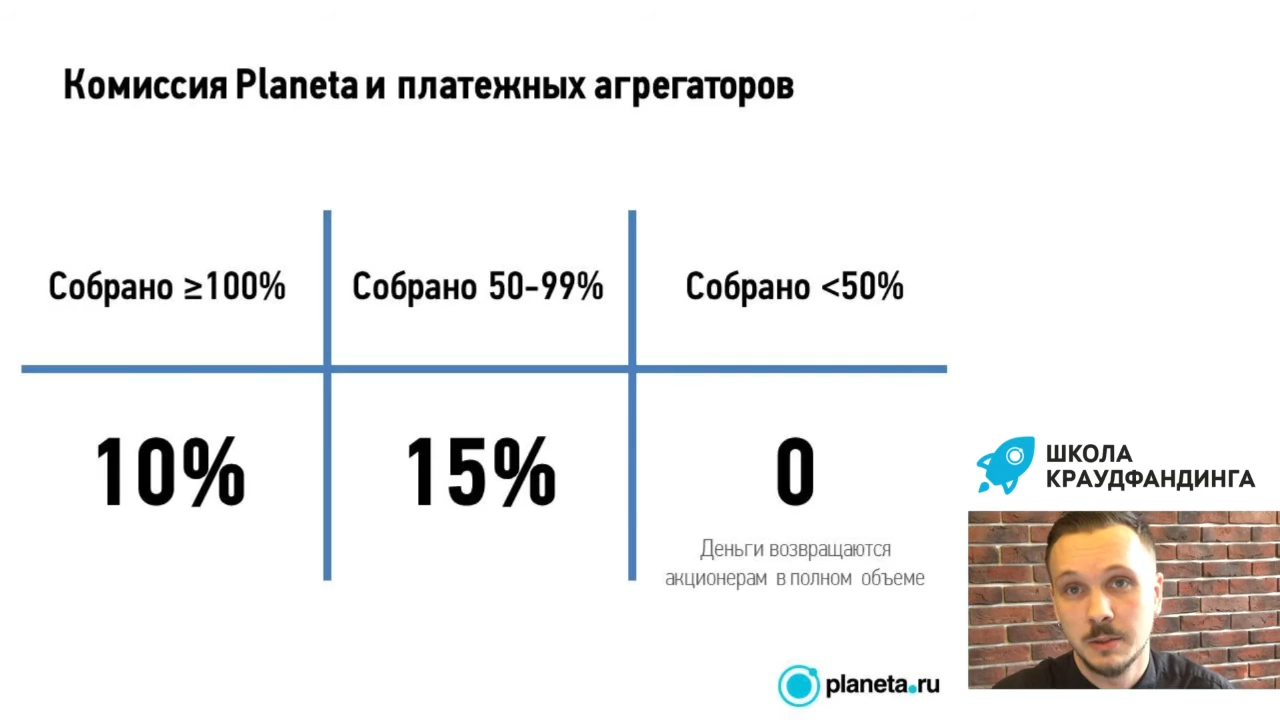 Комиссия Planeta и платежных агрегаторов
Собрано ≥100%
Собрано 50-99%
Собрано <50%
10%
15%
0
Деньги возвращаются
акционерам в полном объеме
ШКОЛА
КРАУДФАНДИНГА
planeta.ru